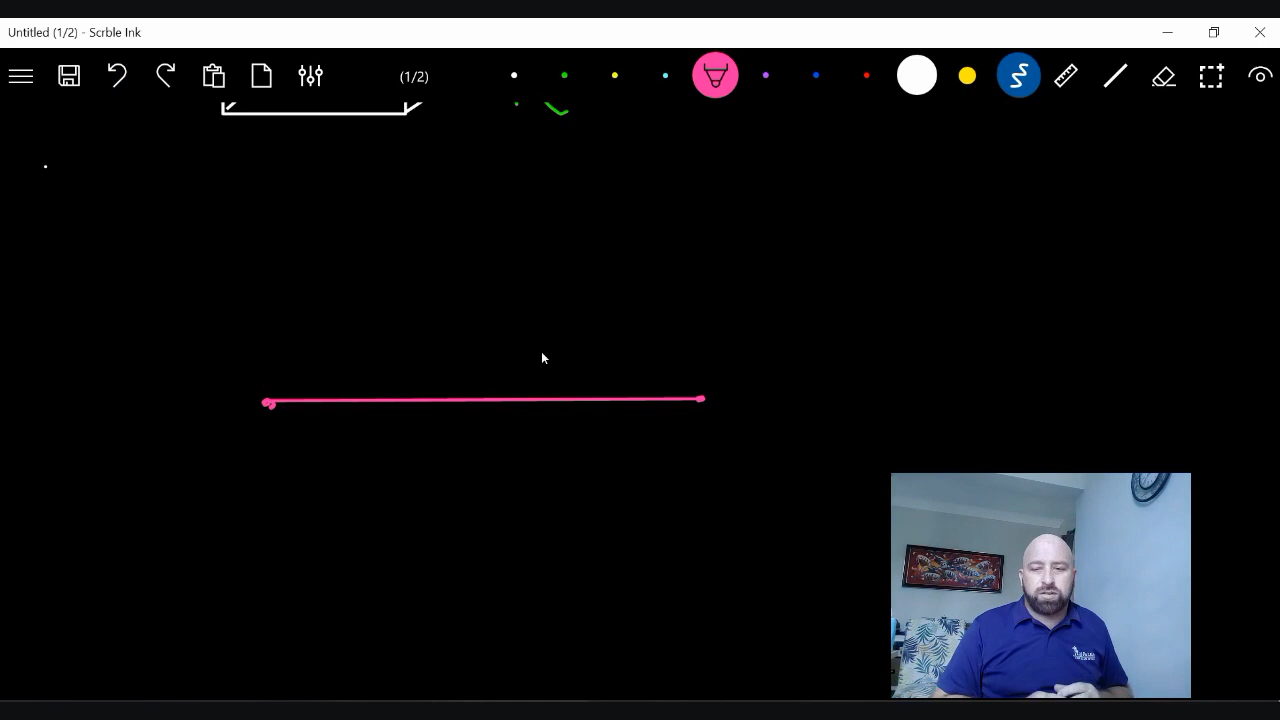 Untitled (1/2) - Scrble Ink
(1/2)